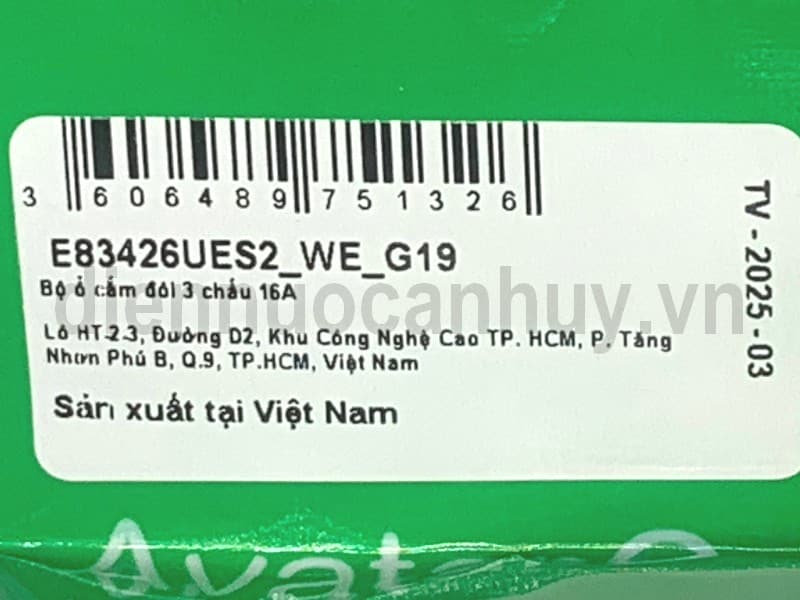 3 606489 751326
E83426UES2_WE_G19
Bộ ổ cắm đôi 3 chấu 16A
Lô HT-2-3, Đường D2, Khu Công Nghệ Cao TP. HCM, P. Tăng
Nhơn Phú B, Q.9, TP.HCM, Việt Nam
Sản xuất tại Việt Nam
TV - 2025 - 03
diennuocanhuy.vn